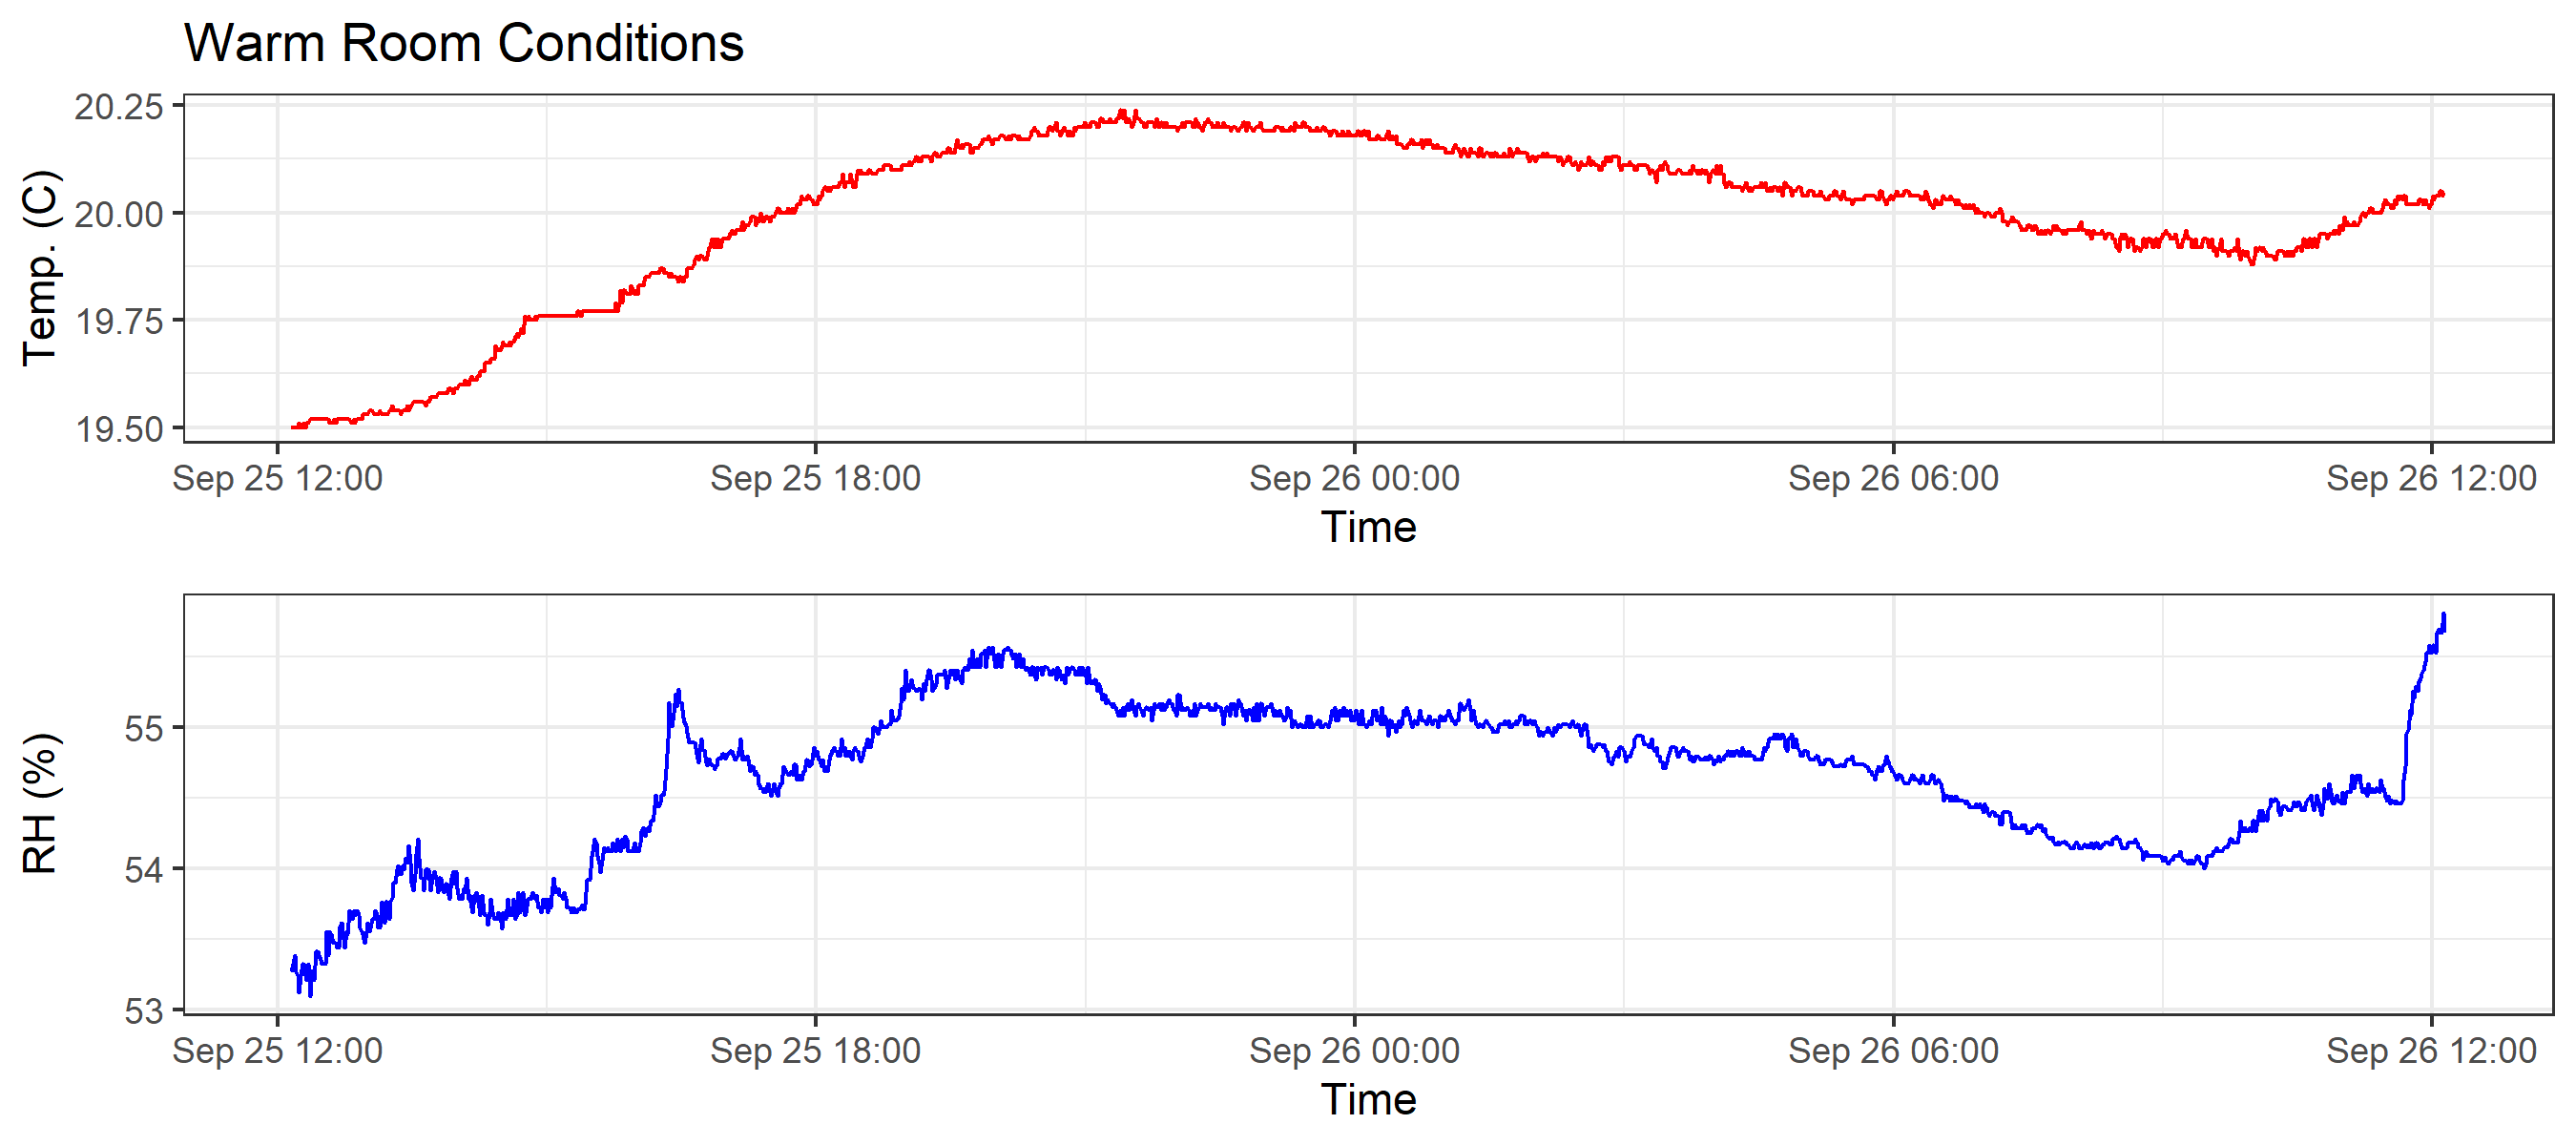 Warm Room Conditions
Temp. (C)
20.25
20.00
19.75
19.50
Sep 25 12:00 Sep 25 18:00 Sep 26 00:00 Sep 26 06:00 Sep 26 12:00
Time
RH (%)
55
54
53
Sep 25 12:00 Sep 25 18:00 Sep 26 00:00 Sep 26 06:00 Sep 26 12:00
Time